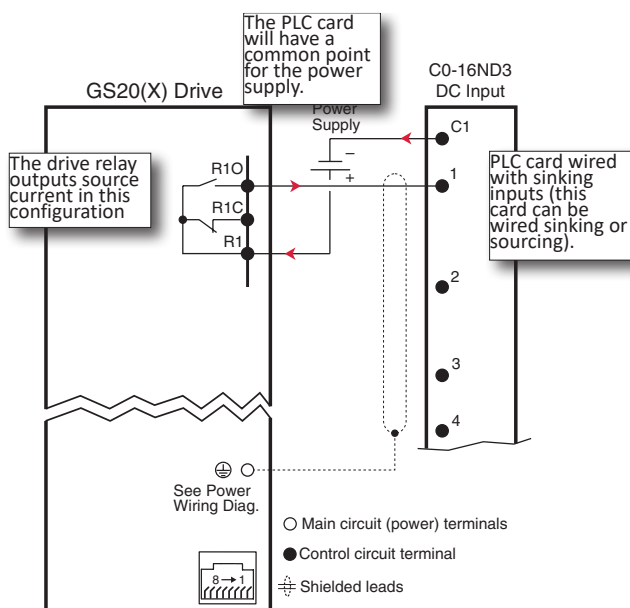 The PLC card
will have a
common point
for the power
supply.
GS20(X) Drive
C0-16ND3
DC Input
Power
Supply
C1
–
+
The drive relay
outputs source
current in this
configuration
R1O
R1C
R1
1
PLC card wired
with sinking
inputs (this
card can be
wired sinking or
sourcing).
2
3
4
See Power
Wiring Diag.
Main circuit (power) terminals
Control circuit terminal
Shielded leads
8→1